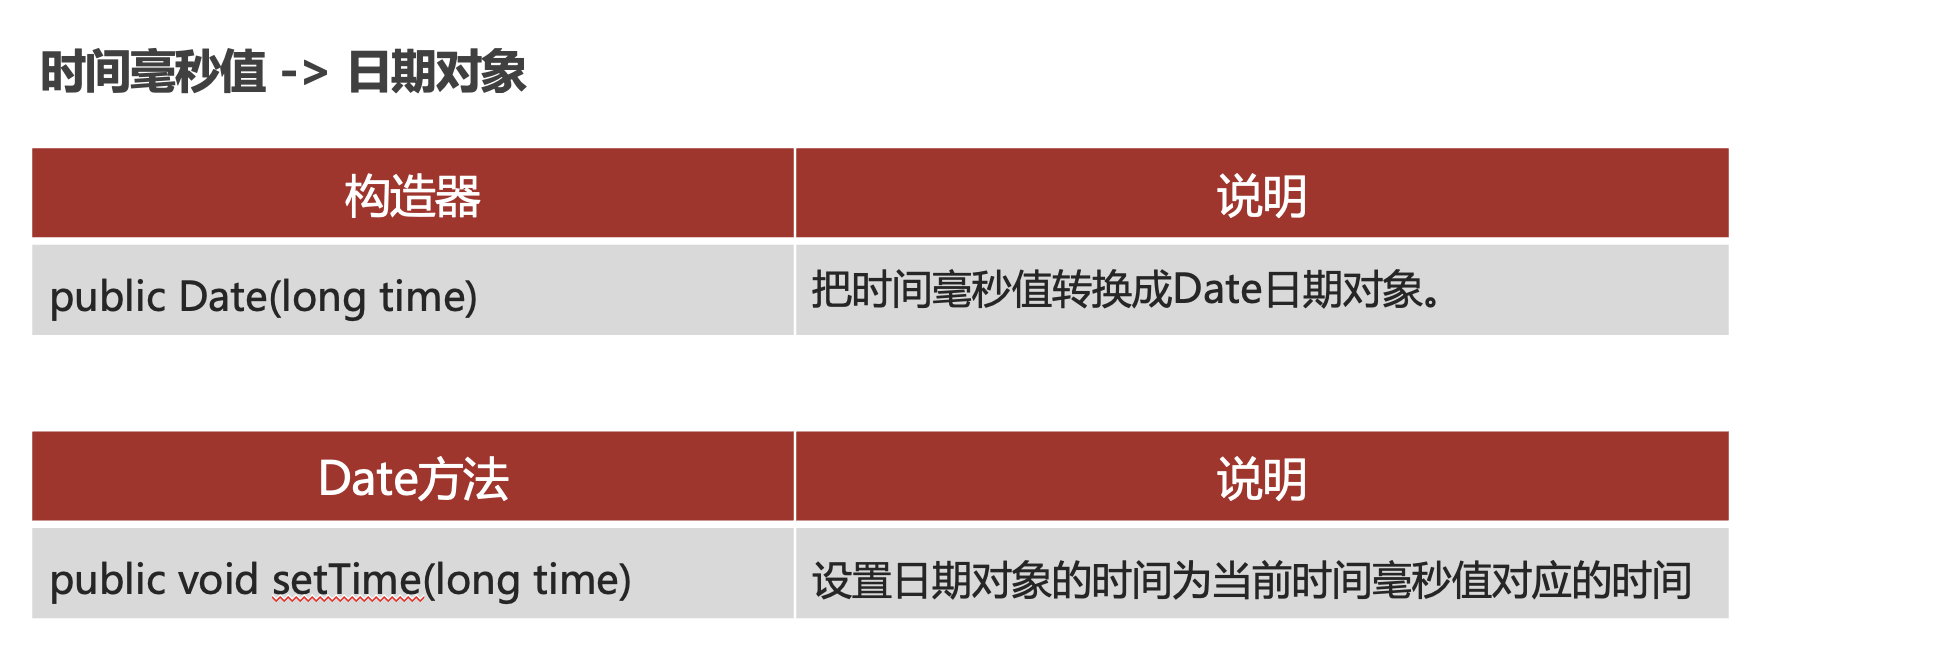 时间毫秒值 -> 日期对象
构造器 说明
public Date(long time) 把时间毫秒值转换成Date日期对象。
Date方法 说明
public void setTime(long time) 设置日期对象的时间为当前时间毫秒值对应的时间